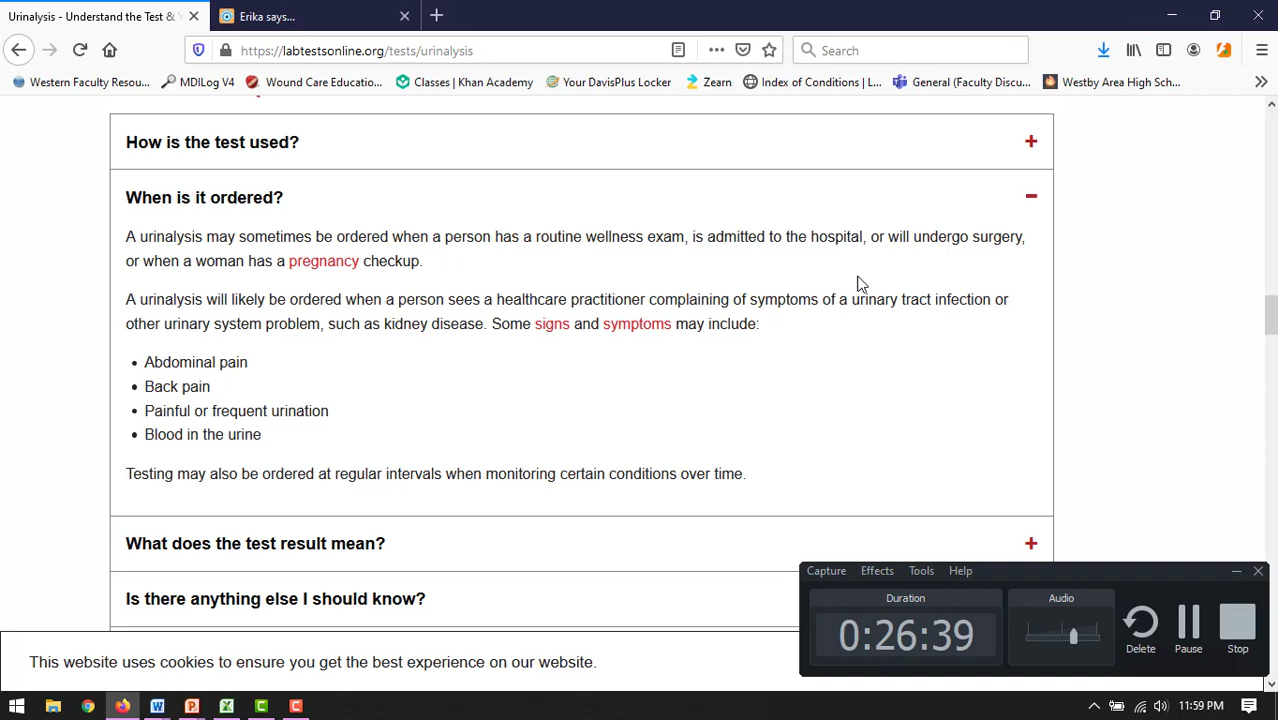 Urinalysis - Understand the Test & Y
Erika says...
https://labtestsonline.org/tests/urinalysis
Search
Western Faculty Resou...
MDILog V4
Wound Care Educatio...
Classes | Khan Academy
Your DavisPlus Locker
Zearn
Index of Conditions | L...
General (Faculty Discu...
Westby Area High Sch...
How is the test used?
When is it ordered?
A urinalysis may sometimes be ordered when a person has a routine wellness exam, is admitted to the hospital, or will undergo surgery,
or when a woman has a pregnancy checkup.
A urinalysis will likely be ordered when a person sees a healthcare practitioner complaining of symptoms of a urinary tract infection or
other urinary system problem, such as kidney disease. Some signs and symptoms may include:
• Abdominal pain
• Back pain
• Painful or frequent urination
• Blood in the urine
Testing may also be ordered at regular intervals when monitoring certain conditions over time.
What does the test result mean?
Is there anything else I should know?
This website uses cookies to ensure you get the best experience on our website.
Capture Effects Tools Help
Duration
Audio
0:26:39
Delete
Pause
Stop
11:59 PM